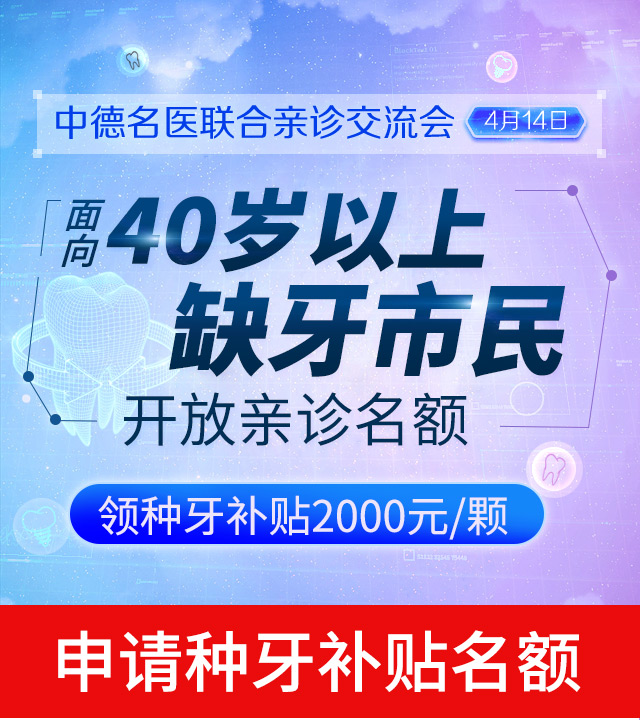 中德名医联合亲诊交流会 4月14日
面向 40岁以上
缺牙市民
开放亲诊名额
领种牙补贴2000元/颗
申请种牙补贴名额